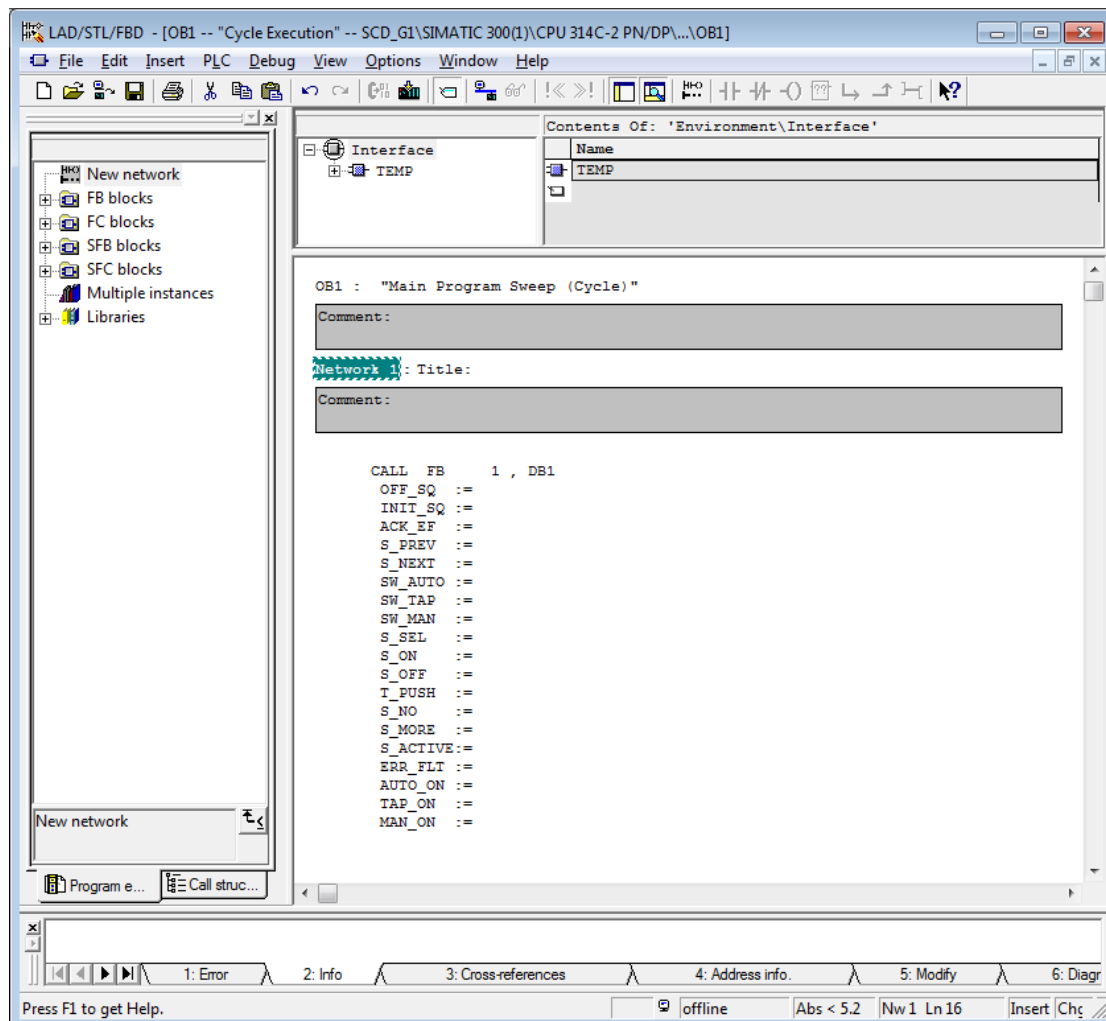 LAD/STL/FBD - [OB1 -- "Cycle Execution" -- SCD_G1\SIMATIC 300(1)\CPU 314C-2 PN/DP\...\OB1]
File Edit Insert PLC Debug View Options Window Help
New network
FB blocks
FC blocks
SFB blocks
SFC blocks
Multiple instances
Libraries
New network
Program e...
Call struc...
Interface
TEMP
Contents Of: 'Environment\Interface'
Name
TEMP
OB1 : "Main Program Sweep (Cycle)"
Comment:
Network 1: Title:
Comment:
CALL FB 1 , DB1
OFF_SQ :=
INIT_SQ :=
ACK_EF :=
S_PREV :=
S_NEXT :=
SW_AUTO :=
SW_TAP :=
SW_MAN :=
S_SEL :=
S_ON :=
S_OFF :=
T_PUSH :=
S_NO :=
S_MORE :=
S_ACTIVE:=
ERR_FLT :=
AUTO_ON :=
TAP_ON :=
MAN_ON :=
1: Error 2: Info 3: Cross-references 4: Address info. 5: Modify 6: Diagr
Press F1 to get Help. offline Abs < 5.2 Nw 1 Ln 16 Insert Chg